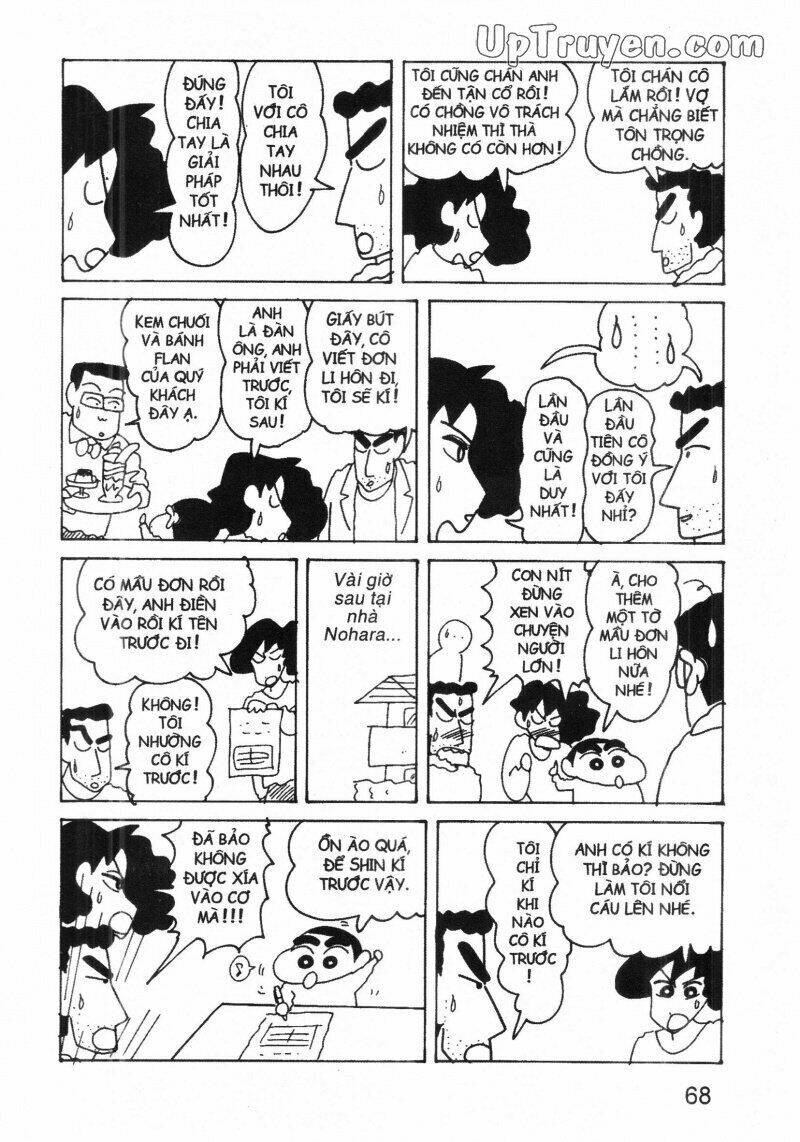 UpTruyen.com
TÔI CHÁN CÔ
LẮM RỒI! VỢ
MÀ CHẲNG BIẾT
TÔN TRỌNG
CHỒNG.
TÔI CŨNG CHÁN ANH
ĐẾN TẬN CỔ RỒI!
CÓ CHỒNG VÔ TRÁCH
NHIỆM THÌ THÀ
KHÔNG CÓ CÒN HƠN!
TÔI
VỚI CÔ
CHIA
TAY
NHAU
THÔI!
ĐÚNG
ĐẤY!
CHIA
TAY LÀ
GIẢI
PHÁP
TỐT
NHẤT!
LẦN
ĐẦU
TIÊN CÔ
ĐỒNG Ý
VỚI TÔI
ĐẤY
NHỈ?
LẦN
ĐẦU
VÀ
CŨNG
LÀ
DUY
NHẤT!
GIẤY BÚT
ĐÂY, CÔ
VIẾT ĐƠN
LI HÔN ĐI,
TÔI SẼ KÍ!
ANH
LÀ ĐÀN
ÔNG, ANH
PHẢI VIẾT
TRƯỚC,
TÔI KÍ
SAU!
KEM CHUỐI
VÀ BÁNH
FLAN
CỦA QUÝ
KHÁCH
ĐÂY Ạ.
À, CHO
THÊM
MỘT TỜ
MẪU ĐƠN
LI HÔN
NỮA
NHÉ!
CON NÍT
ĐỪNG
XEN VÀO
CHUYỆN
NGƯỜI
LỚN!
Vài giờ
sau tại
nhà
Nohara...
CÓ MẪU ĐƠN RỒI
ĐÂY, ANH ĐIỀN
VÀO RỒI KÍ TÊN
TRƯỚC ĐI!
KHÔNG!
TÔI
NHƯỜNG
CÔ KÍ
TRƯỚC!
ANH CÓ KÍ KHÔNG
THÌ BẢO? ĐỪNG
LÀM TÔI NỔI
CÁU LÊN NHÉ.
TÔI
CHỈ
KÍ
KHI
NÀO
CÔ KÍ
TRƯỚC
!
ỒN ÀO QUÁ,
ĐỂ SHIN KÍ
TRƯỚC VẬY.
ĐÃ BẢO
KHÔNG
ĐƯỢC XÍA
VÀO CƠ
MÀ!!!
68